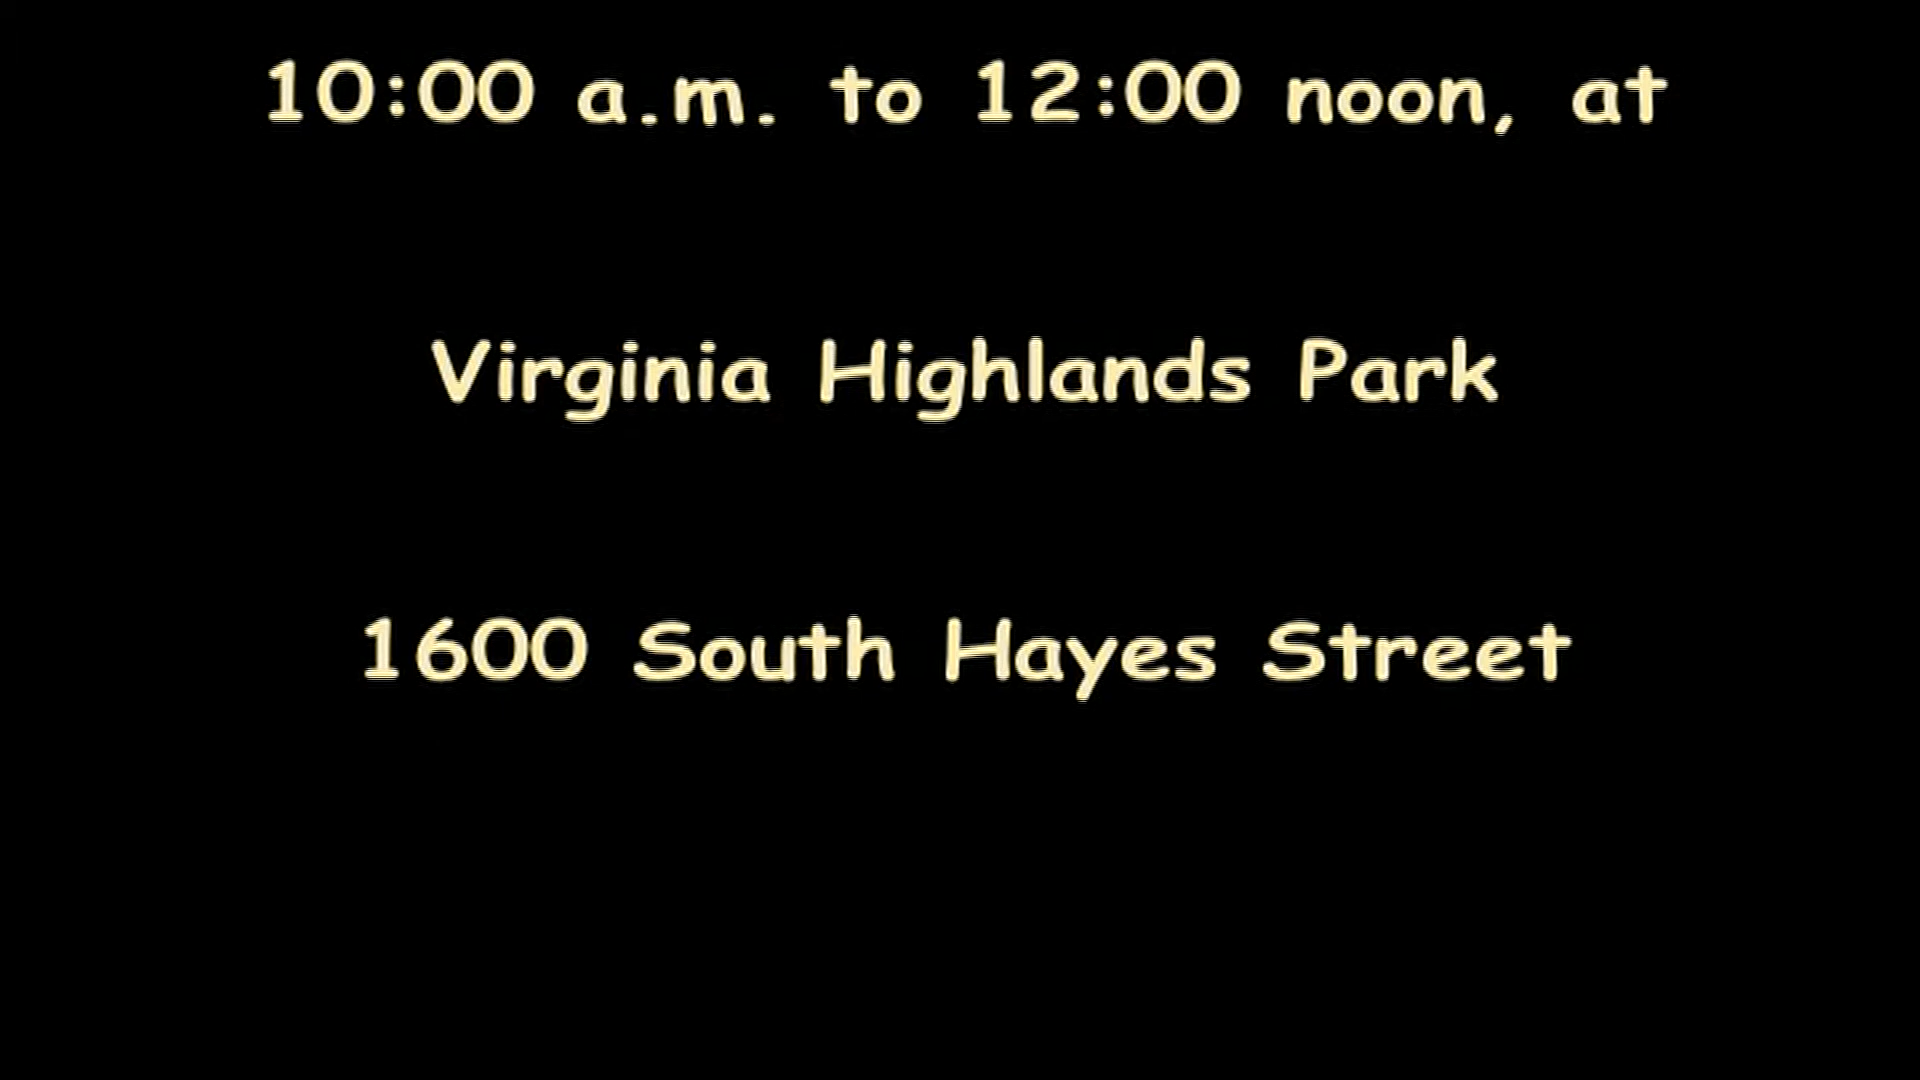 10:00 a.m. to 12:00 noon, at
Virginia Highlands Park
1600 South Hayes Street